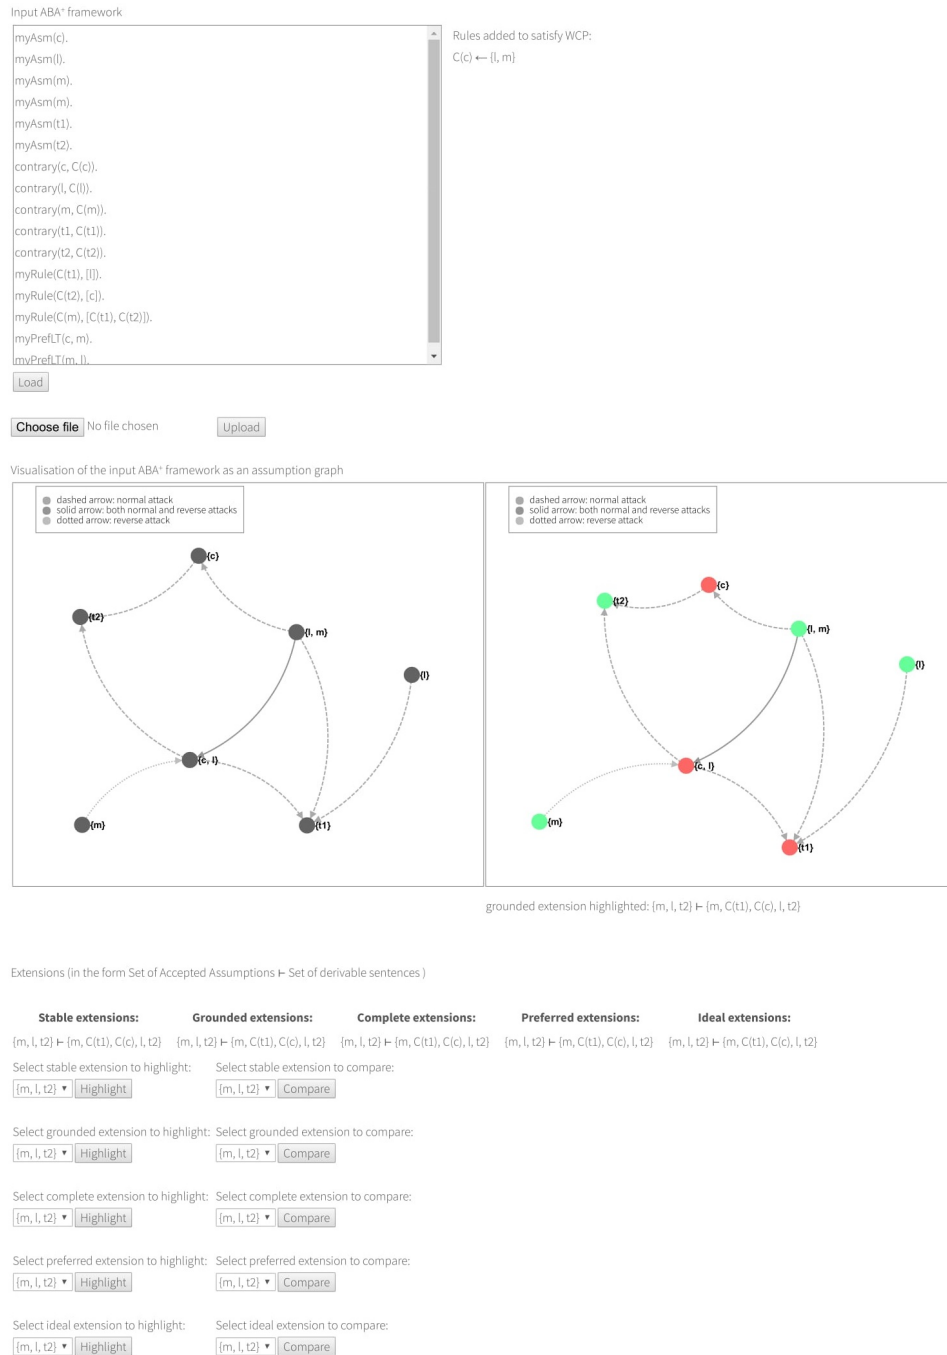 Input ABA⁺ framework
myAsm(c).
myAsm(l).
myAsm(m).
myAsm(m).
myAsm(t1).
myAsm(t2).
contrary(c, C(c)).
contrary(l, C(l)).
contrary(m, C(m)).
contrary(t1, C(t1)).
contrary(t2, C(t2)).
myRule(C(t1), [l]).
myRule(C(t2), [c]).
myRule(C(m), [C(t1), C(t2)]).
myPrefLT(c, m).
myPrefLT(m, l).
Rules added to satisfy WCP:
C(c) ← {l, m}
Load
Choose file No file chosen Upload
Visualisation of the input ABA⁺ framework as an assumption graph
dashed arrow: normal attack
solid arrow: both normal and reverse attacks
dotted arrow: reverse attack
{c}
{t2}
{l, m}
{l}
{c, l}
{m}
{t1}
dashed arrow: normal attack
solid arrow: both normal and reverse attacks
dotted arrow: reverse attack
{c}
{t2}
{l, m}
{l}
{c, l}
{m}
{t1}
grounded extension highlighted: {m, l, t2} ⊢ {m, C(t1), C(c), l, t2}
Extensions (in the form Set of Accepted Assumptions ⊢ Set of derivable sentences )
Stable extensions: Grounded extensions: Complete extensions: Preferred extensions: Ideal extensions:
{m, l, t2} ⊢ {m, C(t1), C(c), l, t2} {m, l, t2} ⊢ {m, C(t1), C(c), l, t2} {m, l, t2} ⊢ {m, C(t1), C(c), l, t2} {m, l, t2} ⊢ {m, C(t1), C(c), l, t2} {m, l, t2} ⊢ {m, C(t1), C(c), l, t2}
Select stable extension to highlight: Select stable extension to compare:
{m, l, t2} Highlight {m, l, t2} Compare
Select grounded extension to highlight: Select grounded extension to compare:
{m, l, t2} Highlight {m, l, t2} Compare
Select complete extension to highlight: Select complete extension to compare:
{m, l, t2} Highlight {m, l, t2} Compare
Select preferred extension to highlight: Select preferred extension to compare:
{m, l, t2} Highlight {m, l, t2} Compare
Select ideal extension to highlight: Select ideal extension to compare:
{m, l, t2} Highlight {m, l, t2} Compare